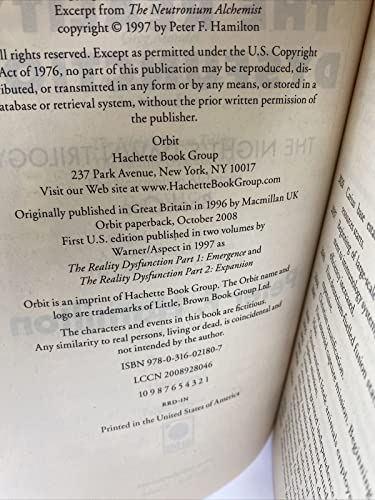 Excerpt from The Neutronium Alchemist
copyright © 1997 by Peter F. Hamilton
ll rights reserved. Except as permitted under the U.S. Copyright
Act of 1976, no part of this publication may be reproduced, dis-
ibuted, or transmitted in any form or by any means, or stored in a
atabase or retrieval system, without the prior written permission of
the publisher.
Orbit
Hachette Book Group
237 Park Avenue, New York, NY 10017
Visit our Web site at www.HachetteBookGroup.com
Originally published in Great Britain in 1996 by Macmillan UK
Orbit paperback, October 2008
First U.S. edition published in two volumes by
Warner/Aspect in 1997 as
The Reality Dysfunction Part 1: Emergence and
The Reality Dysfunction Part 2: Expansion
Orbit is an imprint of Hachette Book Group. The Orbit name and
logo are trademarks of Little, Brown Book Group Ltd.
The characters and events in this book are fictitious.
Any similarity to real persons, living or dead, is coincidental and
not intended by the author.
ISBN 978-0-316-02180-7
LCCN 2008928046
10 9 8 7 6 5 4 3 2 1
RRD-IN
Printed in the United States of America